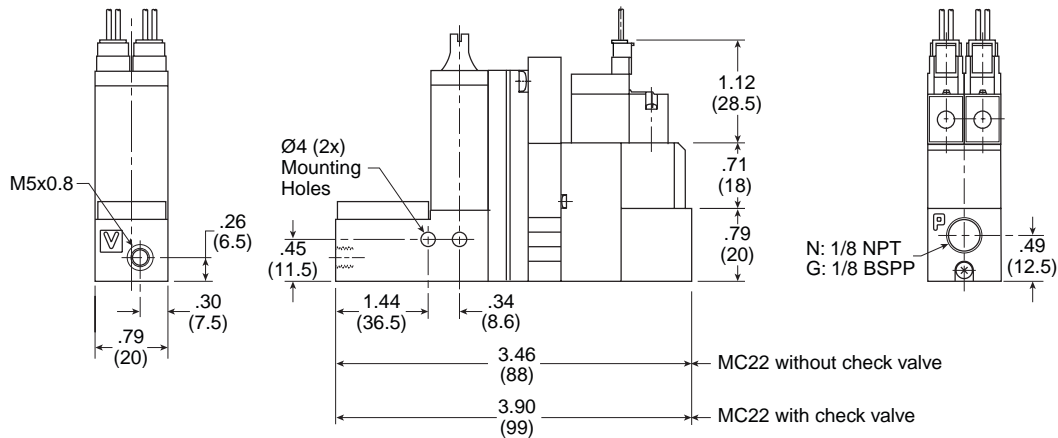 M5x0.8
V
.26
(6.5)
.30
(7.5)
.79
(20)
Ø4 (2x)
Mounting
Holes
.45
(11.5)
1.44
(36.5)
.34
(8.6)
3.46
(88)
MC22 without check valve
3.90
(99)
MC22 with check valve
1.12
(28.5)
.71
(18)
.79
(20)
P
N: 1/8 NPT
G: 1/8 BSPP
.49
(12.5)